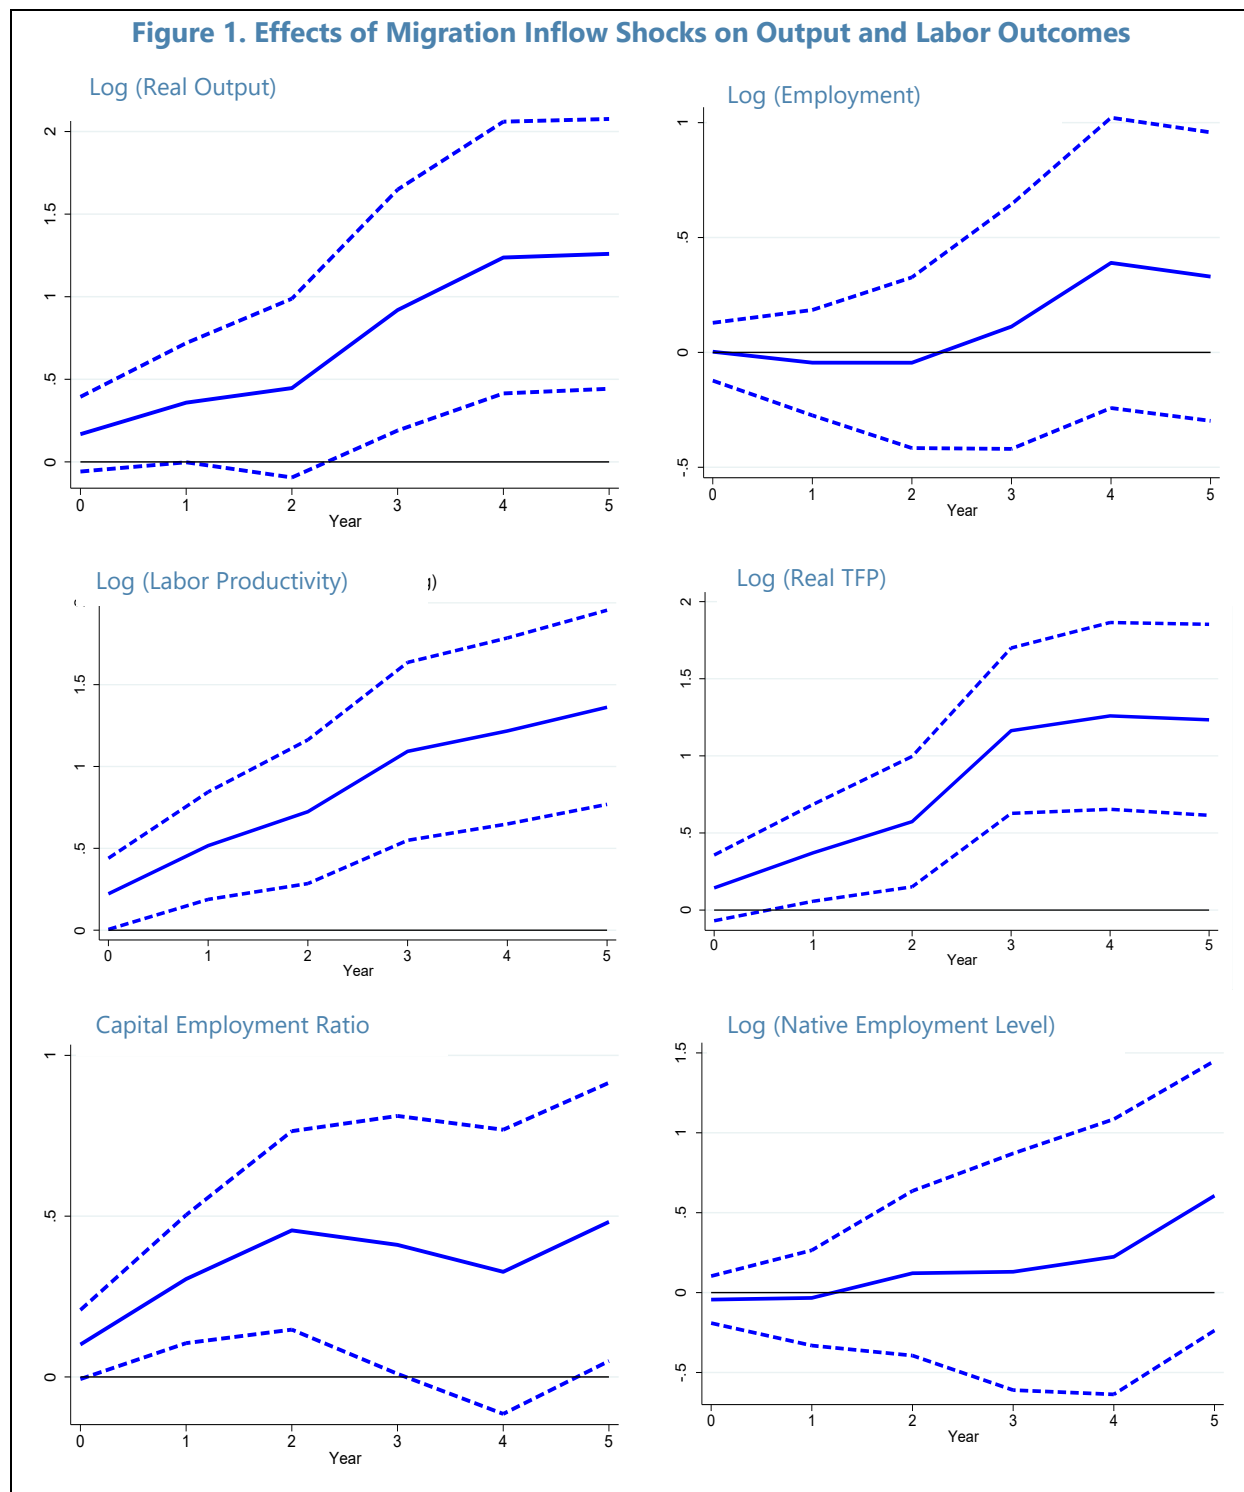 Figure 1. Effects of Migration Inflow Shocks on Output and Labor Outcomes
Log (Real Output)
2
1.5
1
.5
0
0 1 2 3 4 5
Year
Log (Employment)
1
.5
0
-.5
0 1 2 3 4 5
Year
Log (Labor Productivity)
g)
1.5
1
.5
0
0 1 2 3 4 5
Year
Log (Real TFP)
2
1.5
1
.5
0
0 1 2 3 4 5
Year
Capital Employment Ratio
1
.5
0
0 1 2 3 4 5
Year
Log (Native Employment Level)
1.5
1
.5
0
-.5
0 1 2 3 4 5
Year